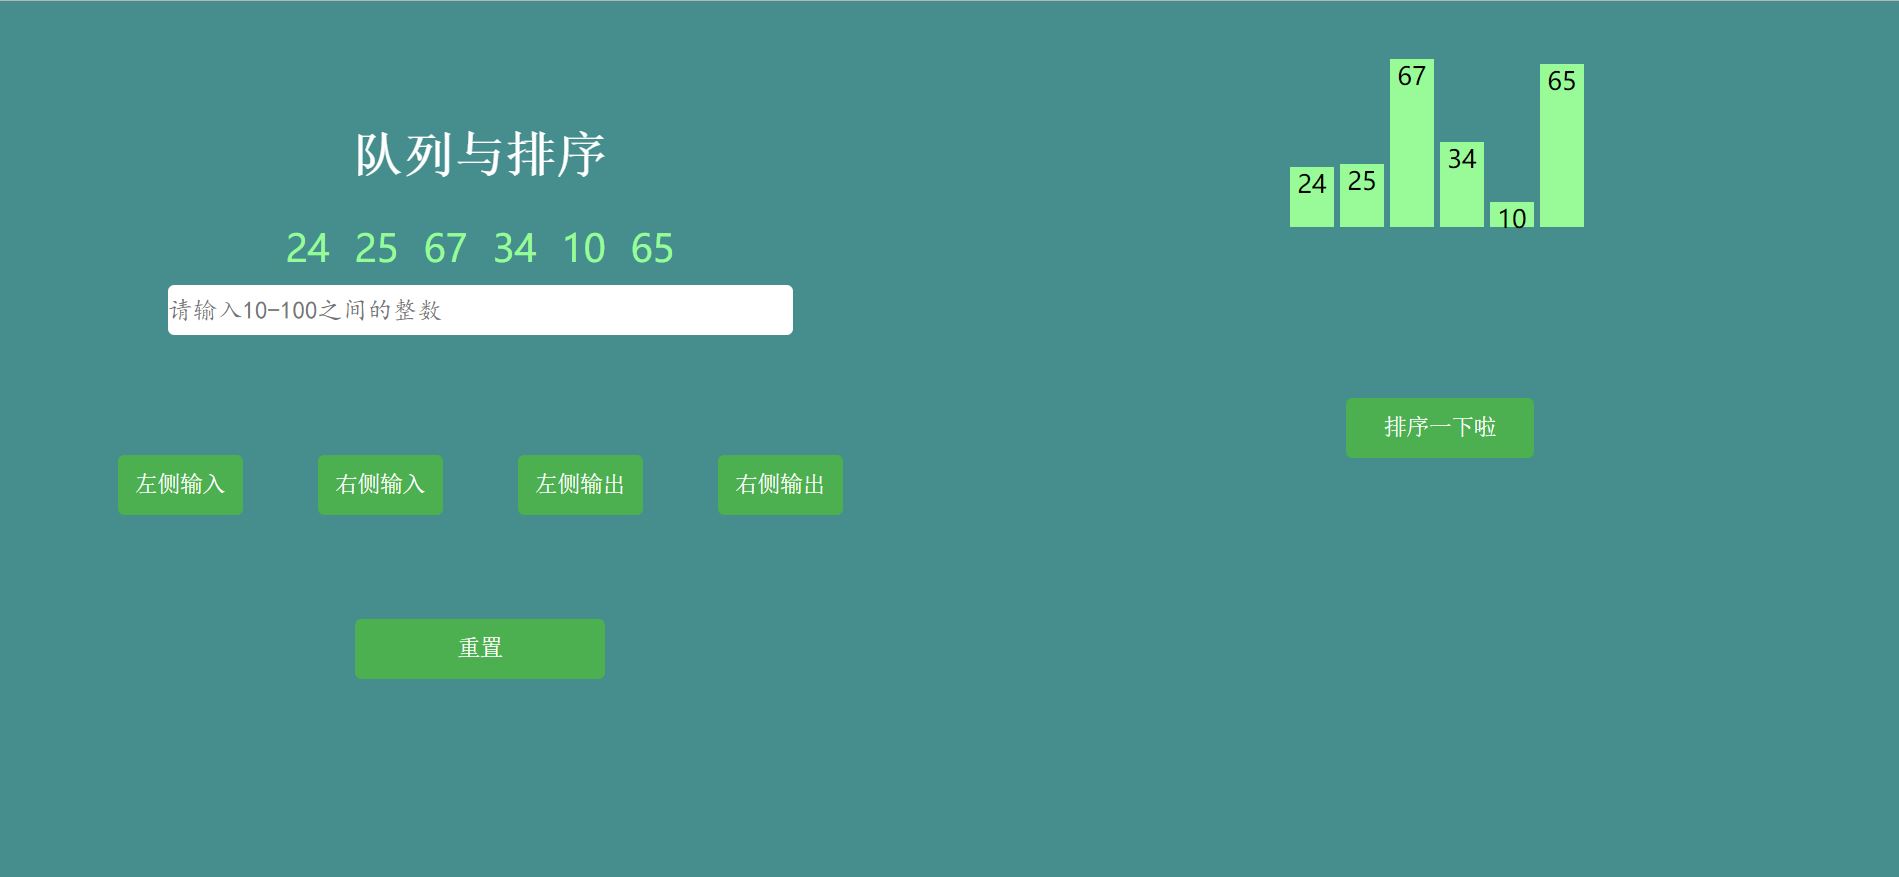 队列与排序
24 25 67 34 10 65
请输入10-100之间的整数
左侧输入 右侧输入 左侧输出 右侧输出
重置
24 25 67 34 10 65
排序一下啦